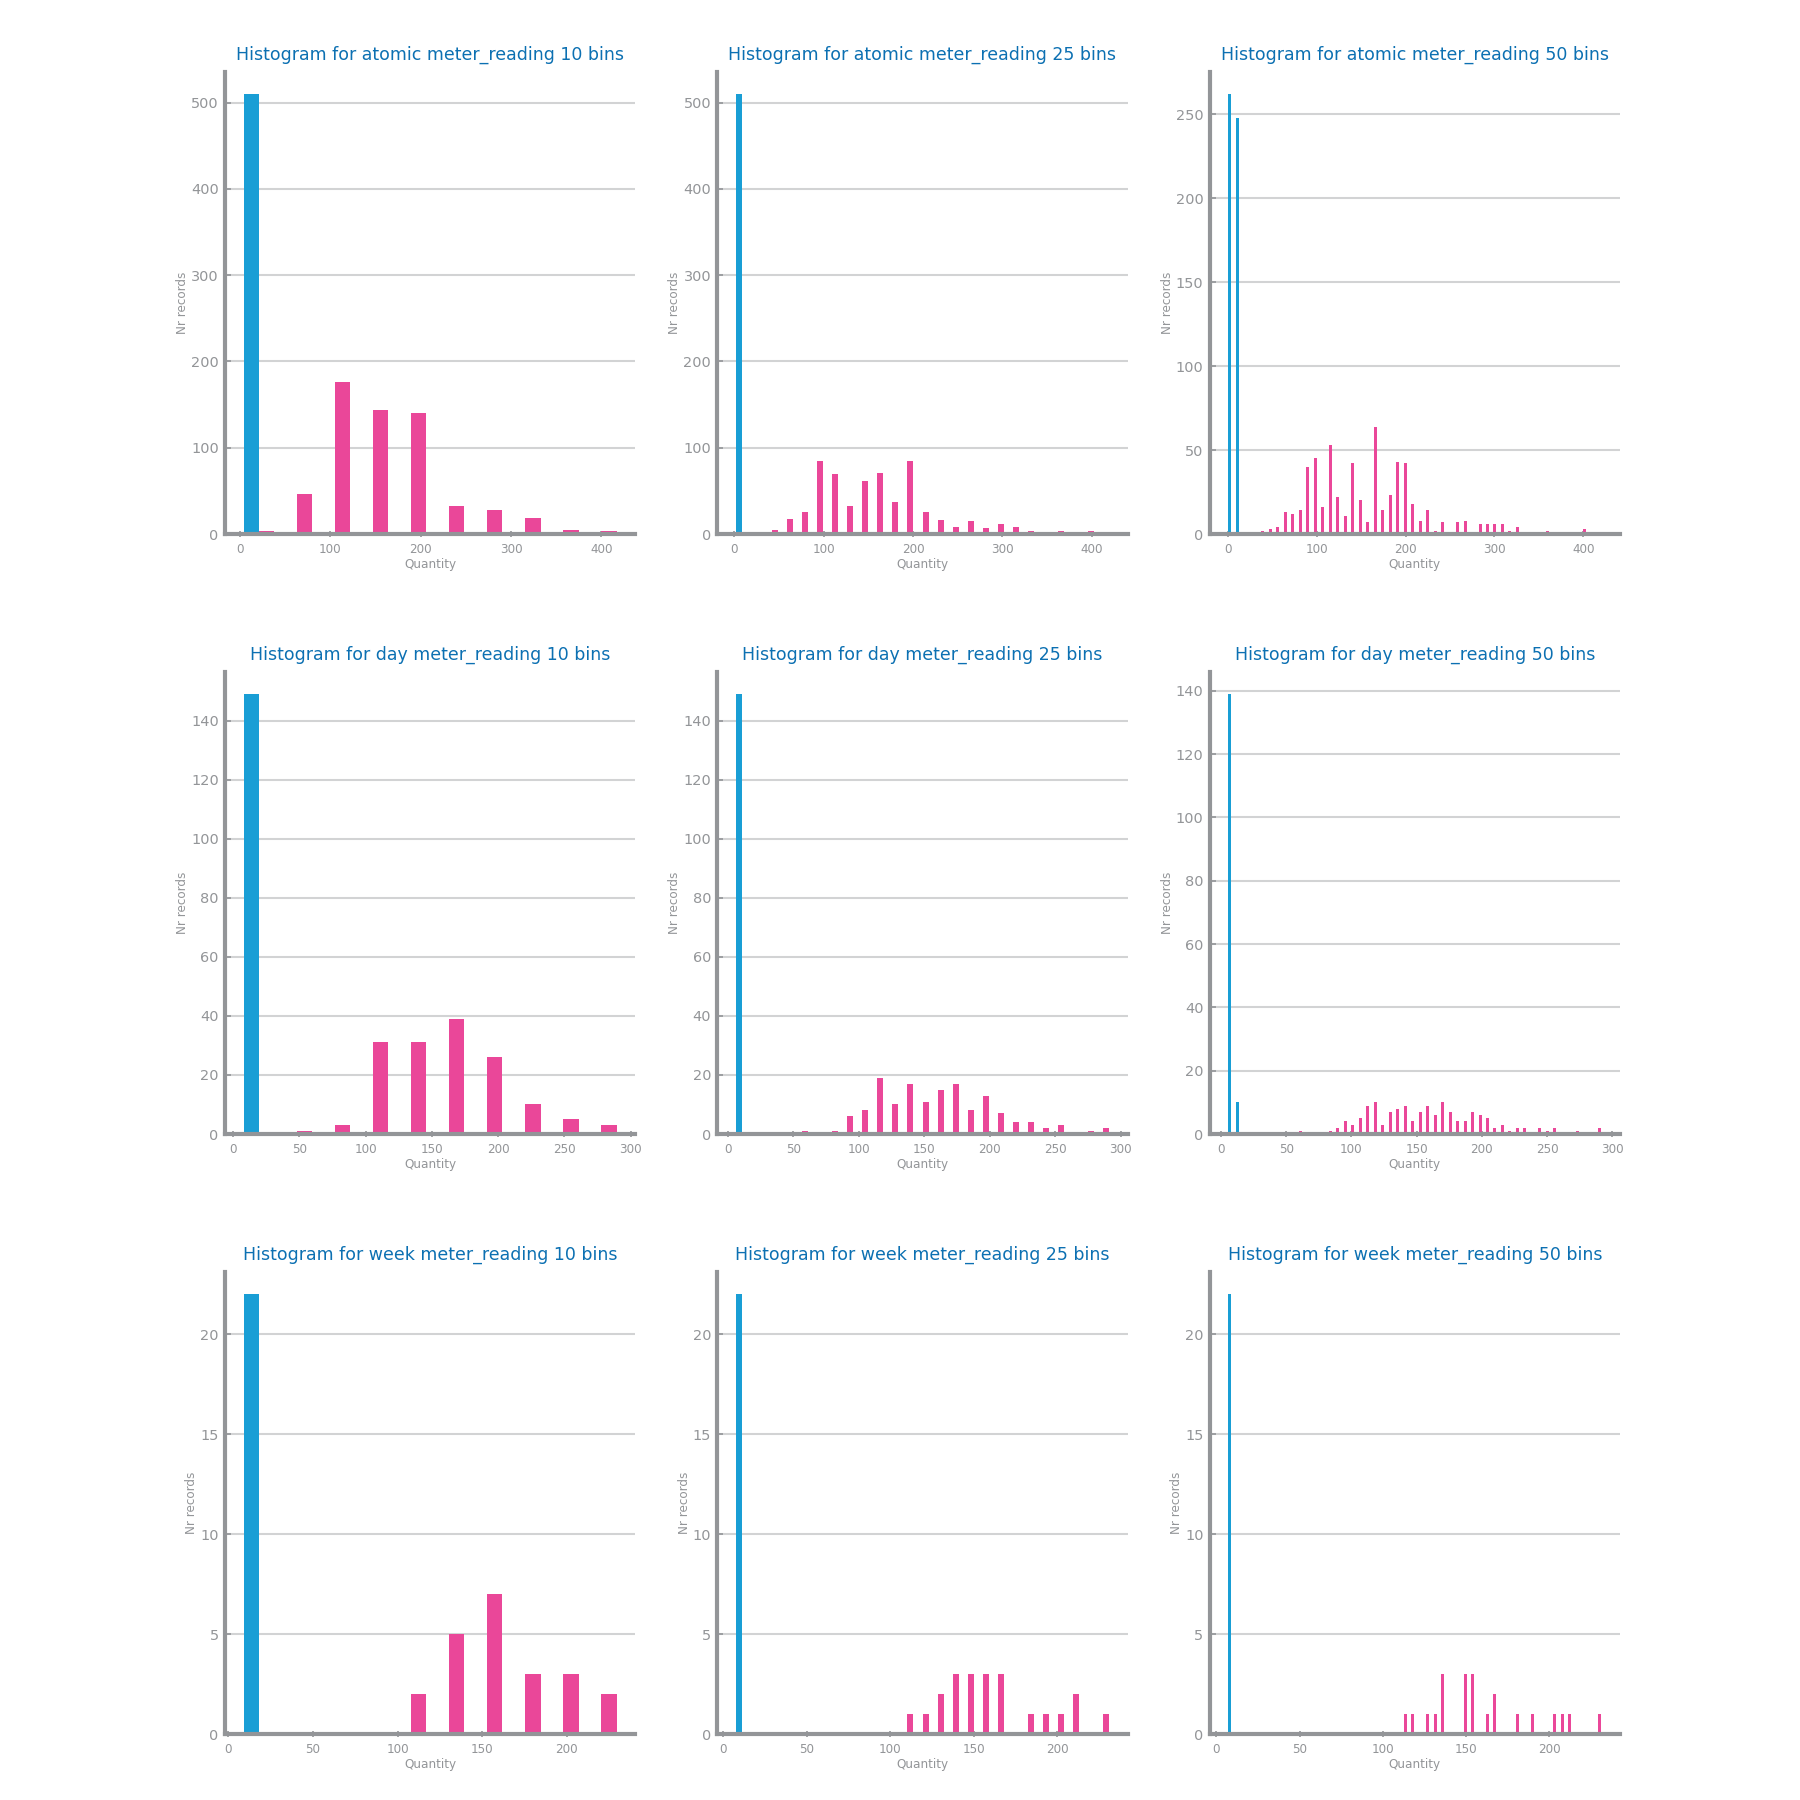 Histogram for atomic meter_reading 10 bins
500
400
300
200
100
0
Nr records
0 100 200 300 400
Quantity
Histogram for atomic meter_reading 25 bins
500
400
300
200
100
0
Nr records
0 100 200 300 400
Quantity
Histogram for atomic meter_reading 50 bins
250
200
150
100
50
0
Nr records
0 100 200 300 400
Quantity
Histogram for day meter_reading 10 bins
140
120
100
80
60
40
20
0
Nr records
0 50 100 150 200 250 300
Quantity
Histogram for day meter_reading 25 bins
140
120
100
80
60
40
20
0
Nr records
0 50 100 150 200 250 300
Quantity
Histogram for day meter_reading 50 bins
140
120
100
80
60
40
20
0
Nr records
0 50 100 150 200 250 300
Quantity
Histogram for week meter_reading 10 bins
20
15
10
5
0
Nr records
0 50 100 150 200
Quantity
Histogram for week meter_reading 25 bins
20
15
10
5
0
Nr records
0 50 100 150 200
Quantity
Histogram for week meter_reading 50 bins
20
15
10
5
0
Nr records
0 50 100 150 200
Quantity